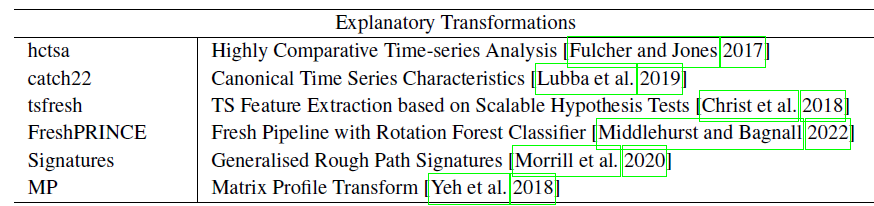 Explanatory Transformations
hctsa Highly Comparative Time-series Analysis [Fulcher and Jones 2017]
catch22 Canonical Time Series Characteristics [Lubba et al. 2019]
tsfresh TS Feature Extraction based on Scalable Hypothesis Tests [Christ et al. 2018]
FreshPRINCE Fresh Pipeline with Rotation Forest Classifier [Middlehurst and Bagnall 2022]
Signatures Generalised Rough Path Signatures [Morrill et al. 2020]
MP Matrix Profile Transform [Yeh et al. 2018]